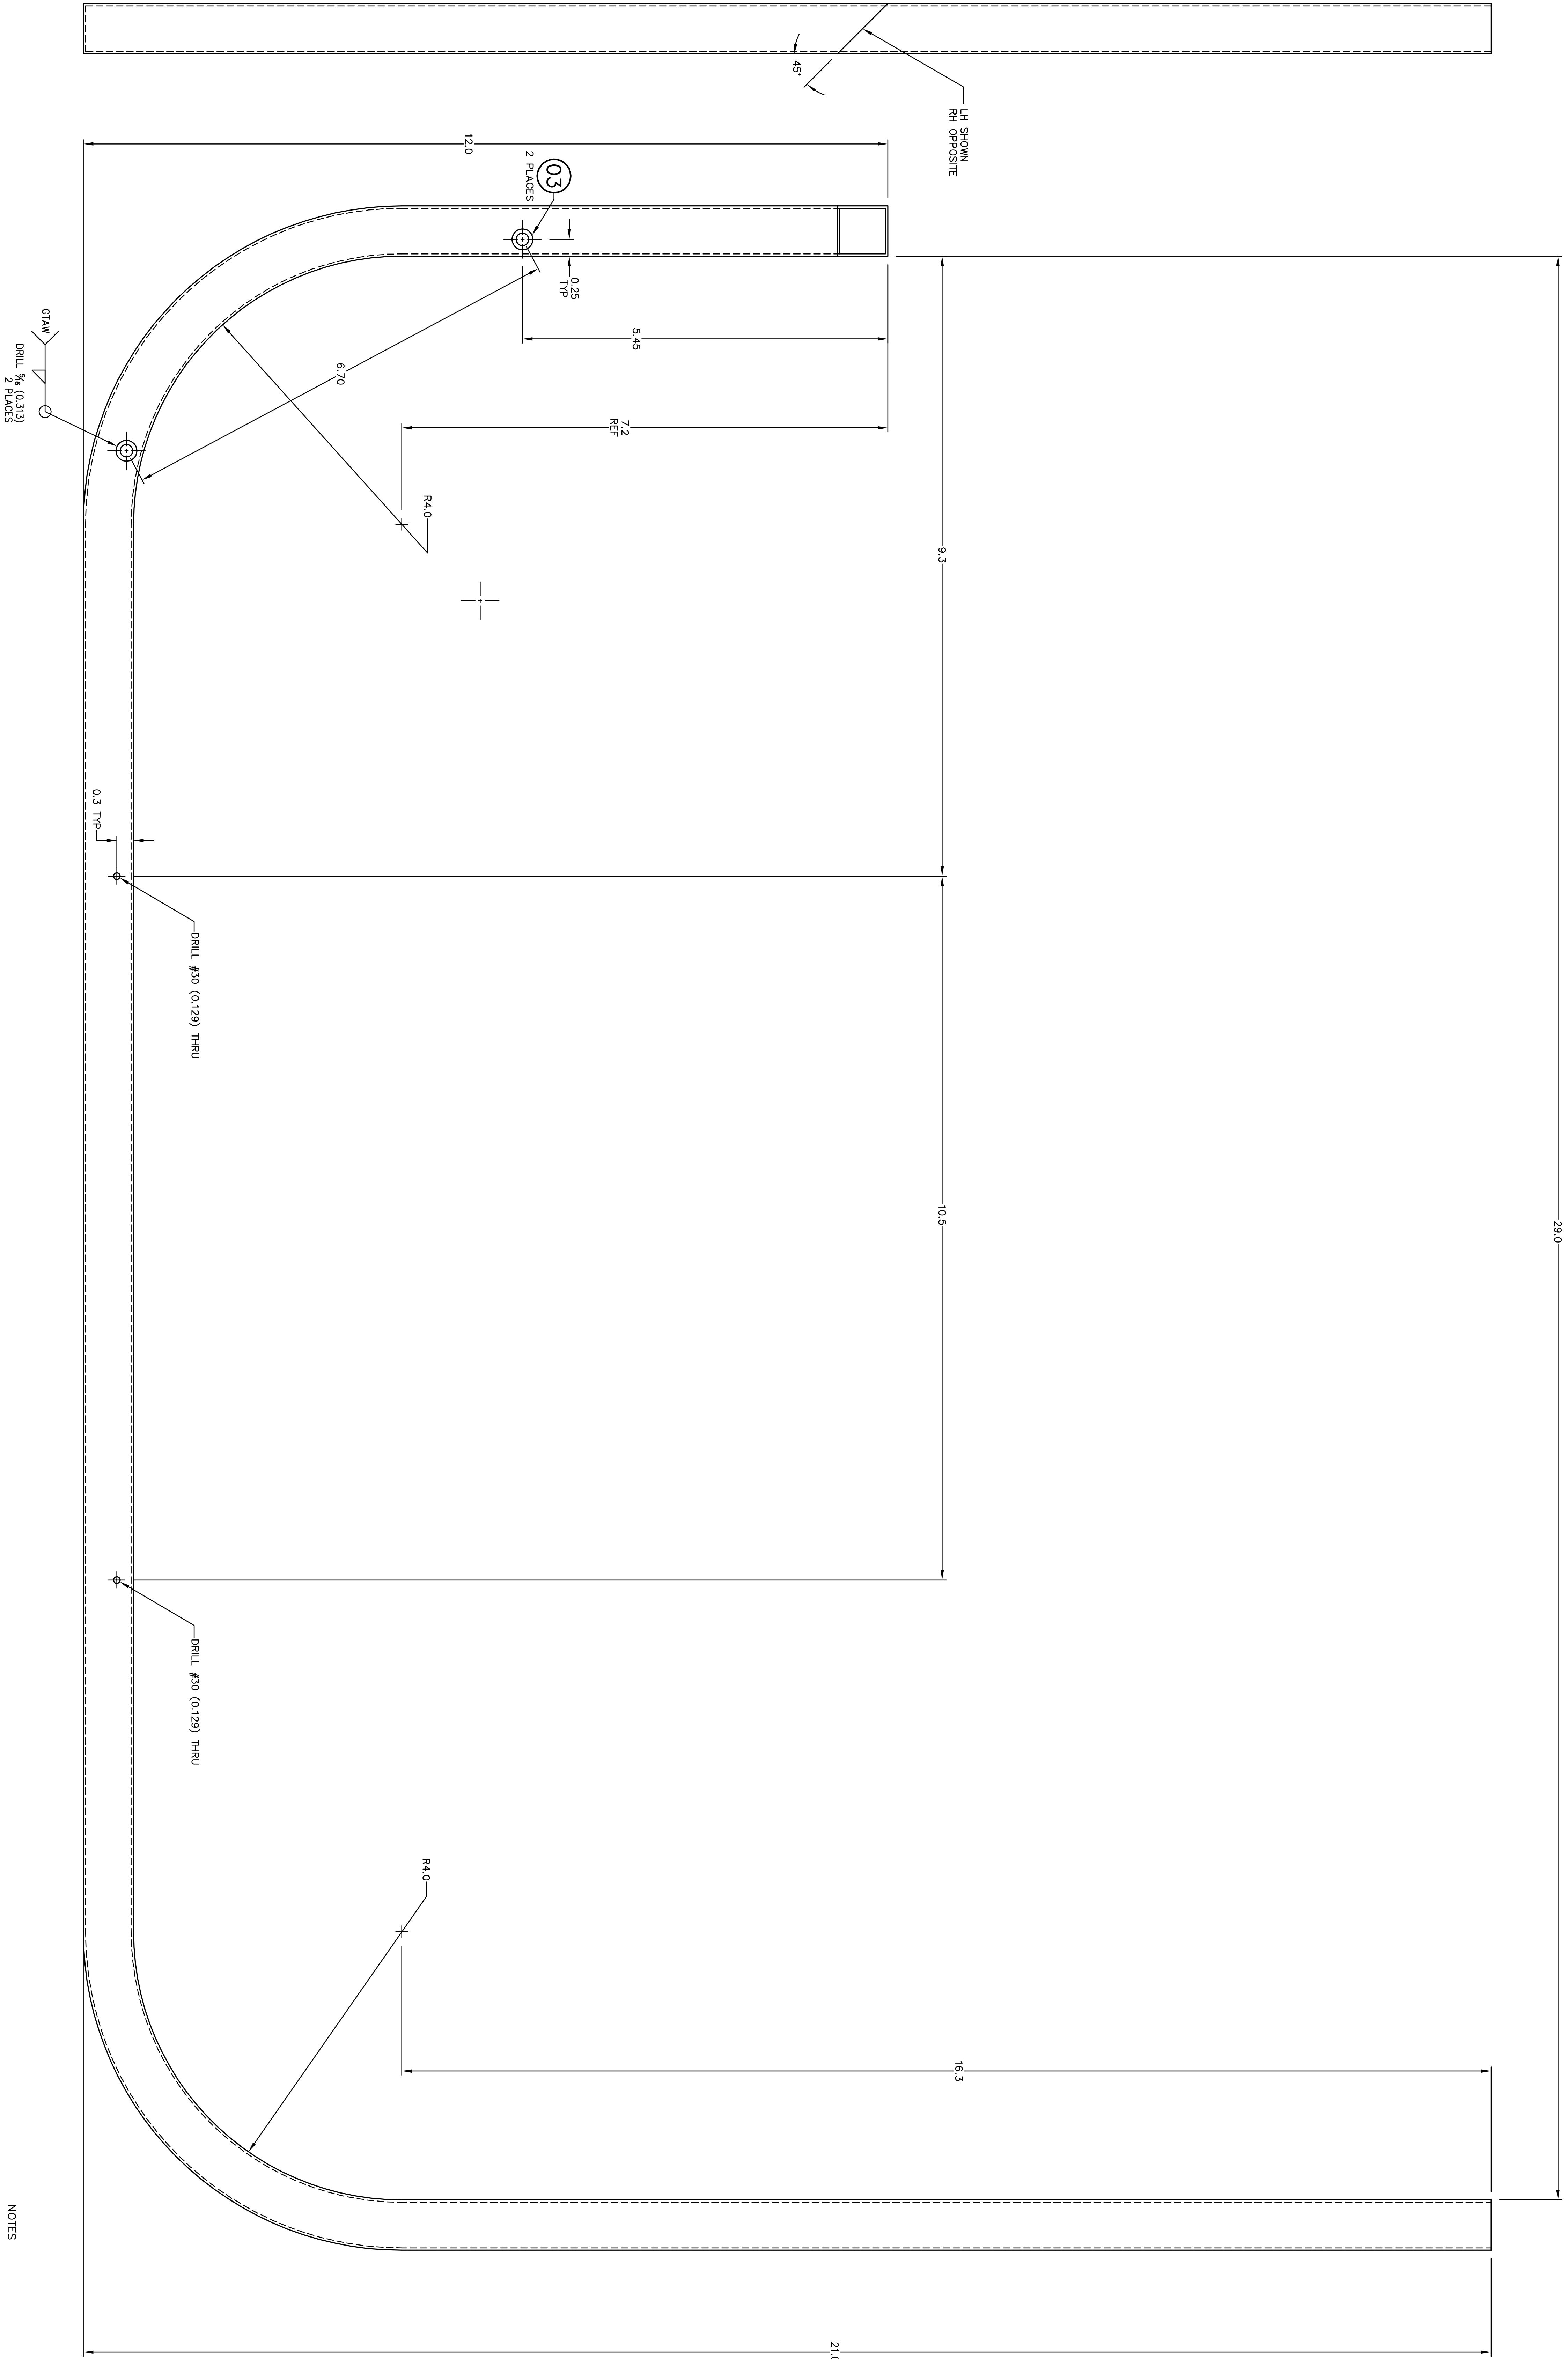 29.0
9.3
10.5
LH SHOWN
RH OPPOSITE
45°
12.0
03
2 PLACES
0.25
TYP
5.45
7.2
REF
6.70
R4.0
R4.0
16.3
GTAW
DRILL 5/16 (0.313)
2 PLACES
0.3 TYP
DRILL #30 (0.129) THRU
DRILL #30 (0.129) THRU
NOTES